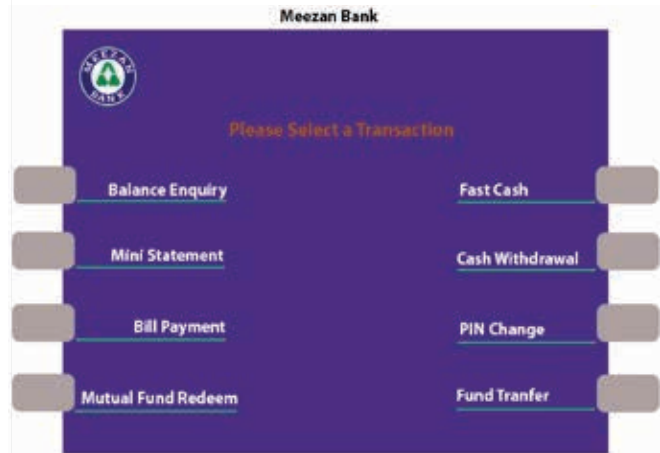 Meezan Bank
MEEZAN
BANK
Please Select a Transaction
Balance Enquiry
Fast Cash
Mini Statement
Cash Withdrawal
Bill Payment
PIN Change
Mutual Fund Redeem
Fund Tranfer